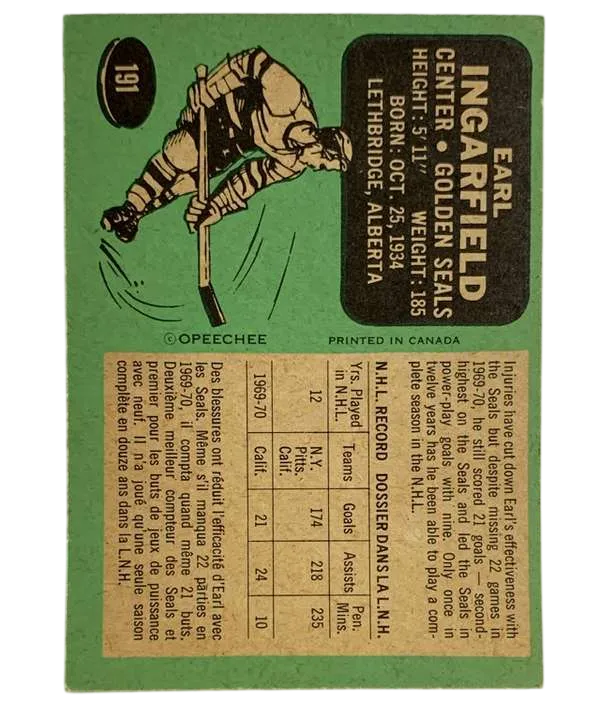 EARL
INGARFIELD
CENTER • GOLDEN SEALS
HEIGHT: 5' 11" WEIGHT: 185
BORN: OCT. 25, 1934
LETHBRIDGE, ALBERTA
191
©OPEECHEE PRINTED IN CANADA
Injuries have cut down Earl's effectiveness with
the Seals but despite missing 22 games in
1969-70, he still scored 21 goals — second-
highest on the Seals and led the Seals in
power-play goals with nine. Only once in
twelve years has he been able to play a com-
plete season in the N.H.L.
N.H.L. RECORD DOSSIER DANS LA L.N.H.
Yrs. Played Teams Goals Assists Pen.
in N.H.L. Mins.
12 N.Y. 174 218 235
Pitts.
Calif.
1969-70 Calif. 21 24 10
Des blessures ont réduit l'efficacité d'Earl avec
les Seals. Même s'il manqua 22 parties en
1969-70, il compta quand même 21 buts.
Deuxième meilleur compteur des Seals et
premier pour les buts de jeux de puissance
avec neuf. Il n'a joué qu'une seule saison
complète en douze ans dans la L.N.H.